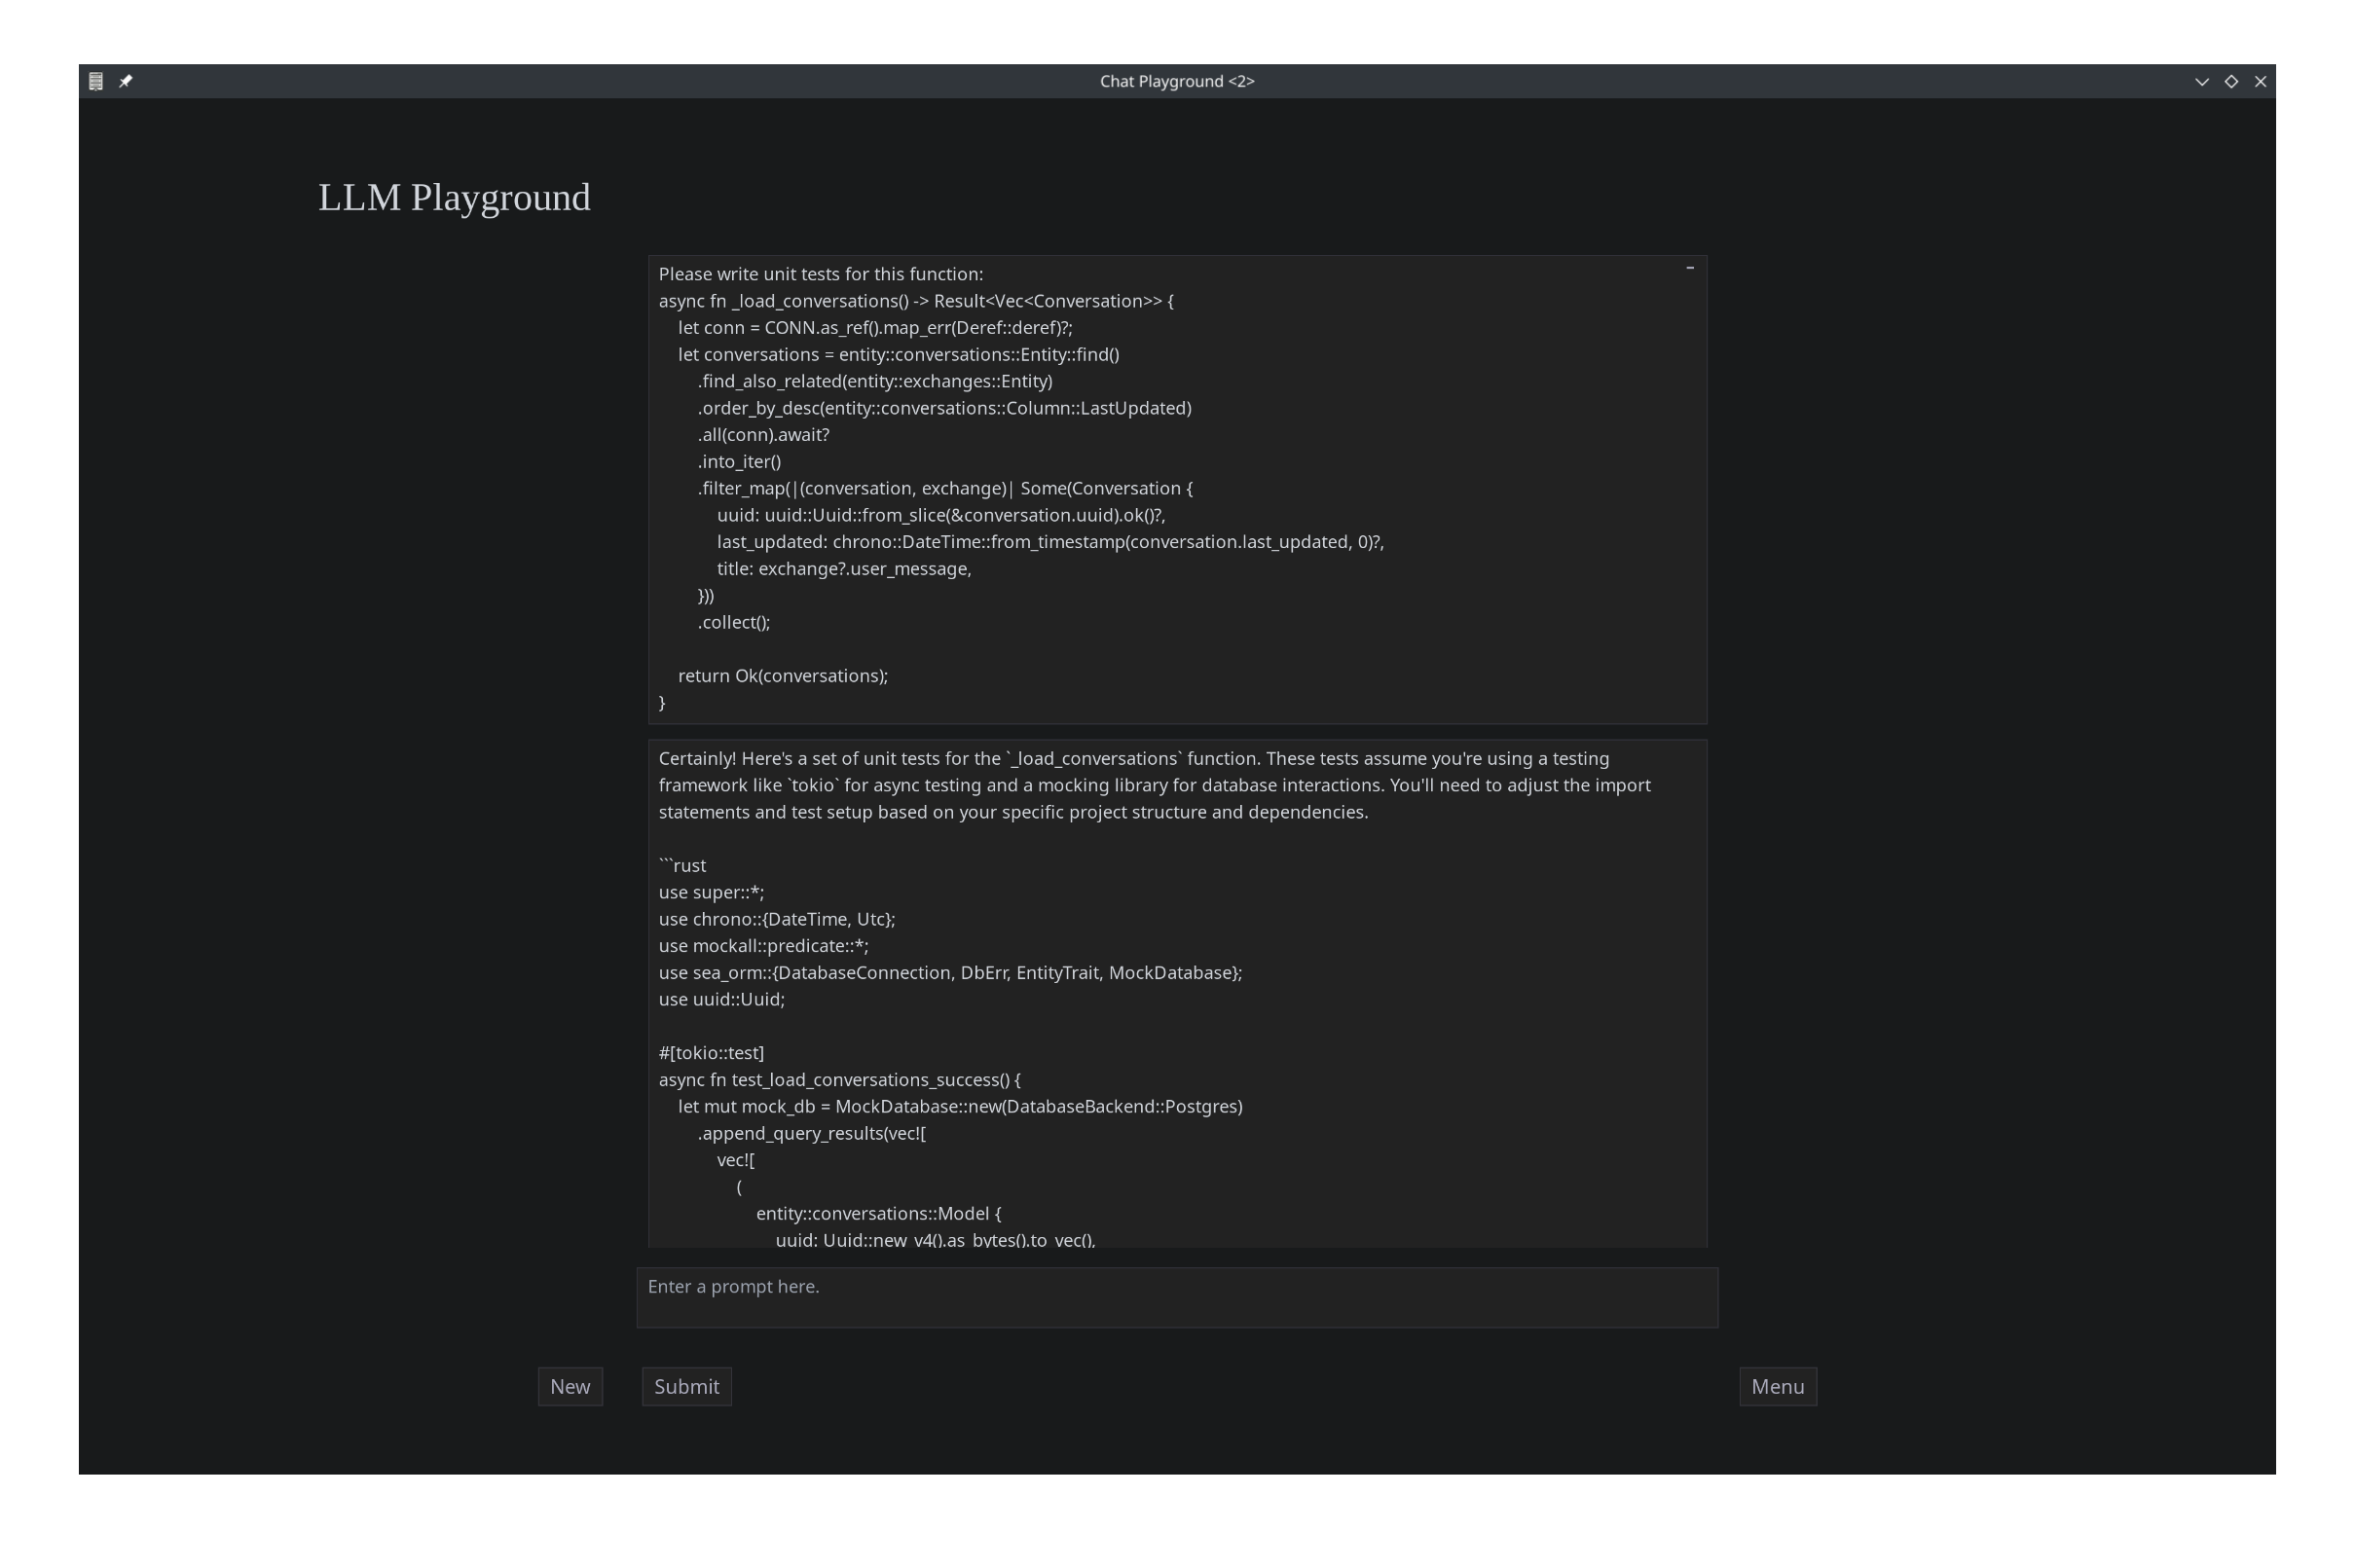 Chat Playground <2>
LLM Playground
Please write unit tests for this function:
async fn _load_conversations() -> Result<Vec<Conversation>> {
    let conn = CONN.as_ref().map_err(Deref::deref)?;
    let conversations = entity::conversations::Entity::find()
        .find_also_related(entity::exchanges::Entity)
        .order_by_desc(entity::conversations::Column::LastUpdated)
        .all(conn).await?
        .into_iter()
        .filter_map(|(conversation, exchange)| Some(Conversation {
            uuid: uuid::Uuid::from_slice(&conversation.uuid).ok()?,
            last_updated: chrono::DateTime::from_timestamp(conversation.last_updated, 0)?,
            title: exchange?.user_message,
        }))
        .collect();
    return Ok(conversations);
}
Certainly! Here's a set of unit tests for the `_load_conversations` function. These tests assume you're using a testing
framework like `tokio` for async testing and a mocking library for database interactions. You'll need to adjust the import
statements and test setup based on your specific project structure and dependencies.
```rust
use super::*;
use chrono::{DateTime, Utc};
use mockall::predicate::*;
use sea_orm::{DatabaseConnection, DbErr, EntityTrait, MockDatabase};
use uuid::Uuid;
#[tokio::test]
async fn test_load_conversations_success() {
    let mut mock_db = MockDatabase::new(DatabaseBackend::Postgres)
        .append_query_results(vec![
            vec![
                (
                    entity::conversations::Model {
                        uuid: Uuid::new_v4().as_bytes().to_vec(),
Enter a prompt here.
New
Submit
Menu